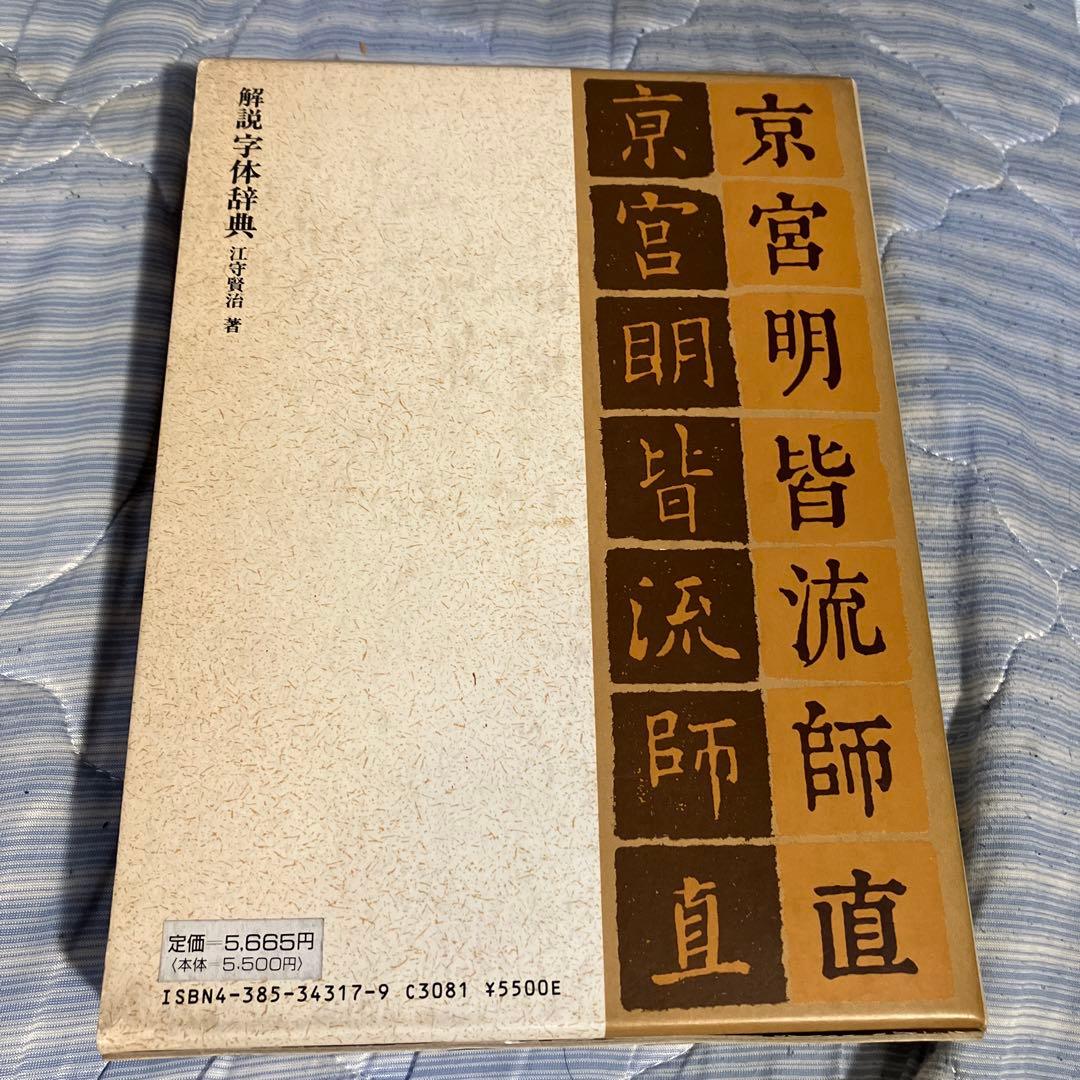 解説字体辞典 江守賢治 著
京 京
宮 宮
明 明
皆 皆
流 流
師 師
直 直
定価=5,665円
〈本体=5,500円〉
ISBN4-385-34317-9 C3081 ¥5500E